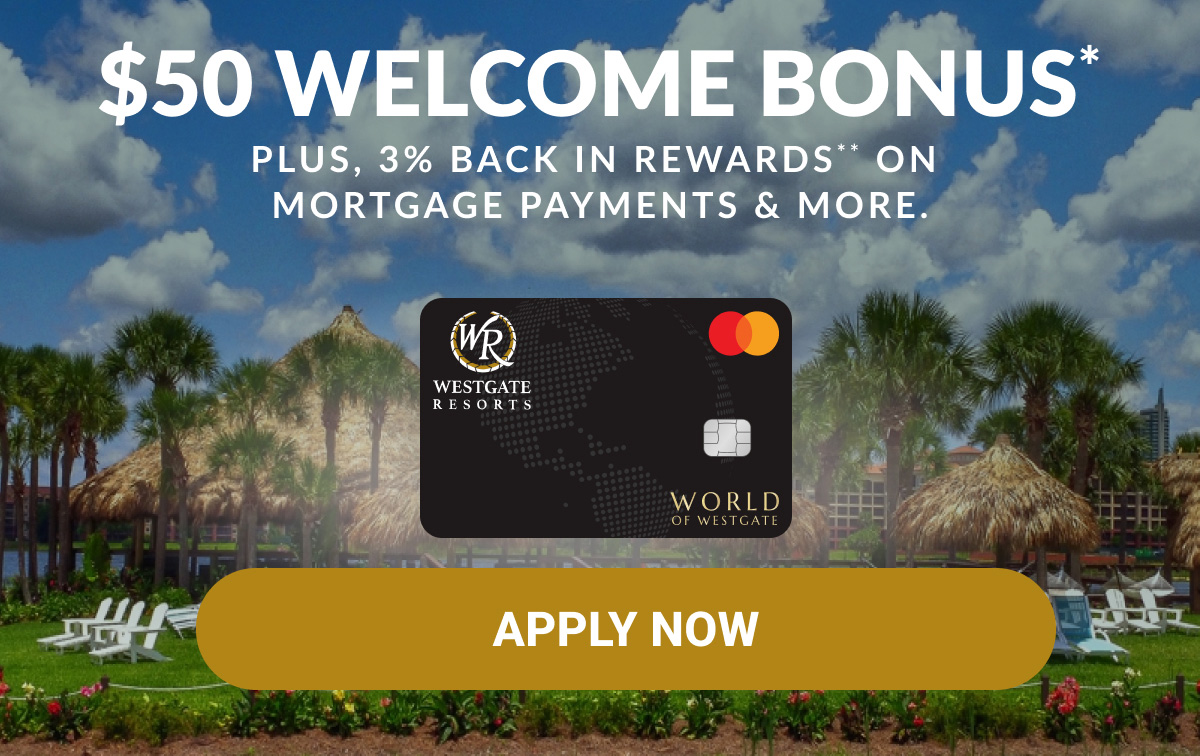 $50 WELCOME BONUS*
PLUS, 3% BACK IN REWARDS** ON
MORTGAGE PAYMENTS & MORE.
WR
WESTGATE
RESORTS
WORLD
OF WESTGATE
APPLY NOW